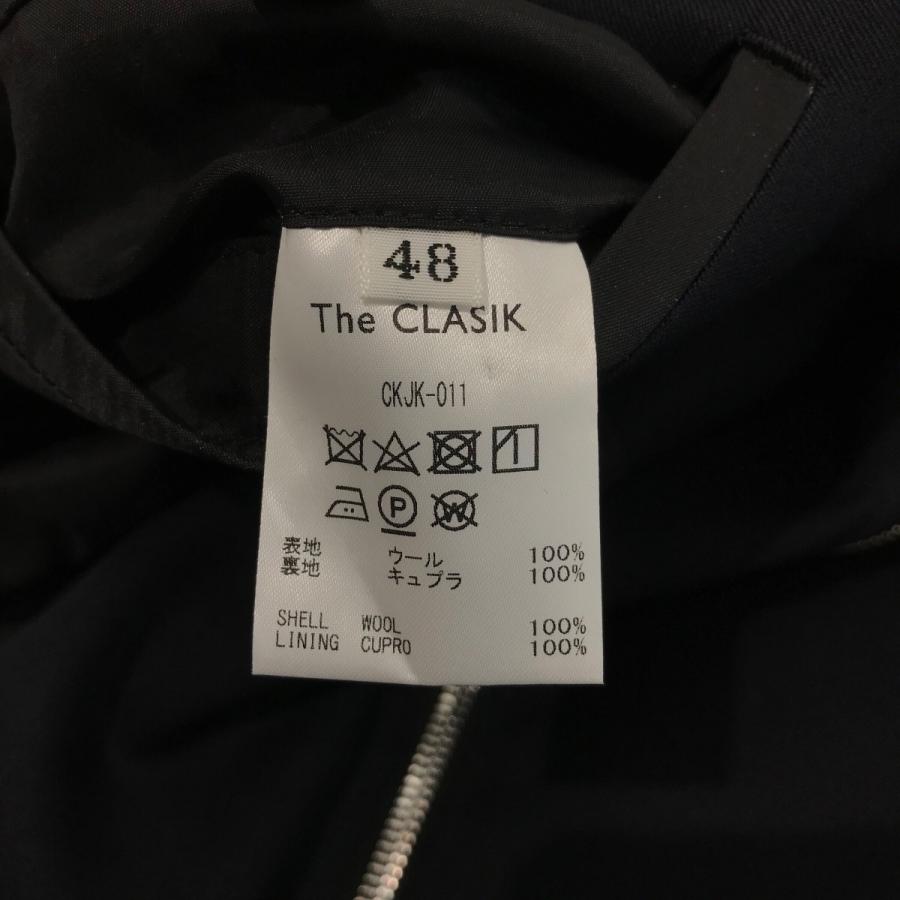 48
The CLASIK
CKJK-011
P W
表地 ウール 100%
裏地 キュプラ 100%
SHELL WOOL 100%
LINING CUPRO 100%